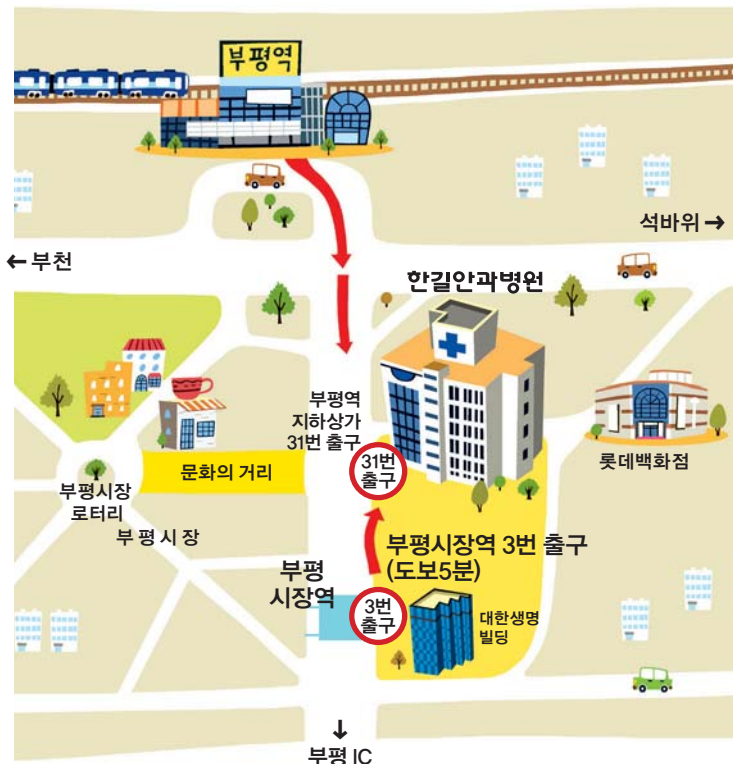 부평역
석바위 →
← 부천
한길안과병원
부평역
지하상가
31번 출구
31번
출구
롯데백화점
문화의 거리
부평시장
로터리
부평시장
부평시장역 3번 출구
(도보5분)
부평
시장역
3번
출구
대한생명
빌딩
↓
부평 IC